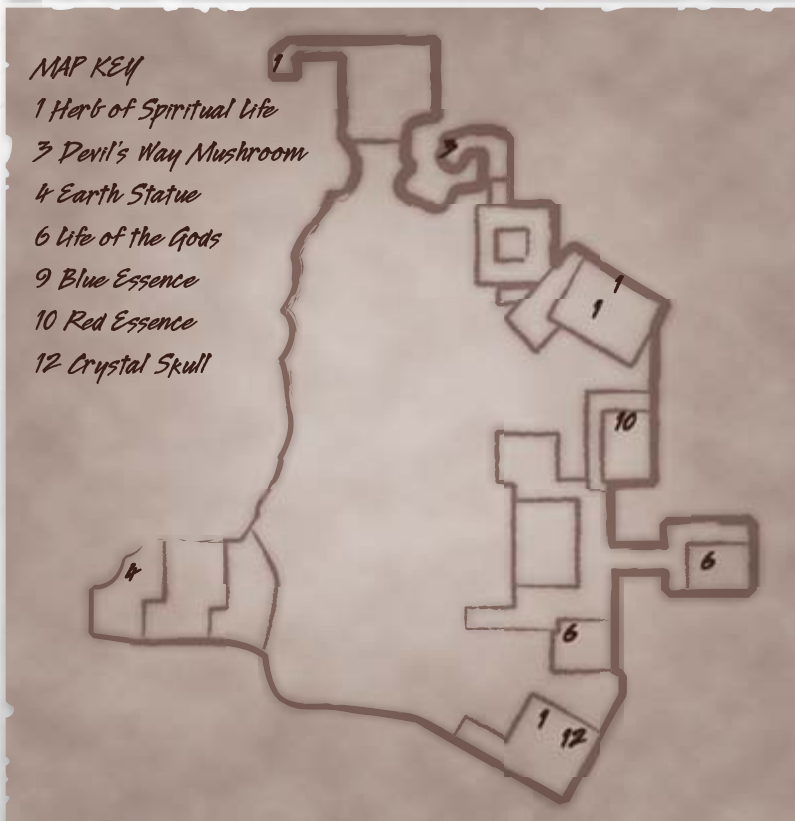 MAP KEY
1 Herb of Spiritual Life
3 Devil's Way Mushroom
4 Earth Statue
6 Life of the Gods
9 Blue Essence
10 Red Essence
12 Crystal Skull
1
3
1
1
10
6
4
6
1
12